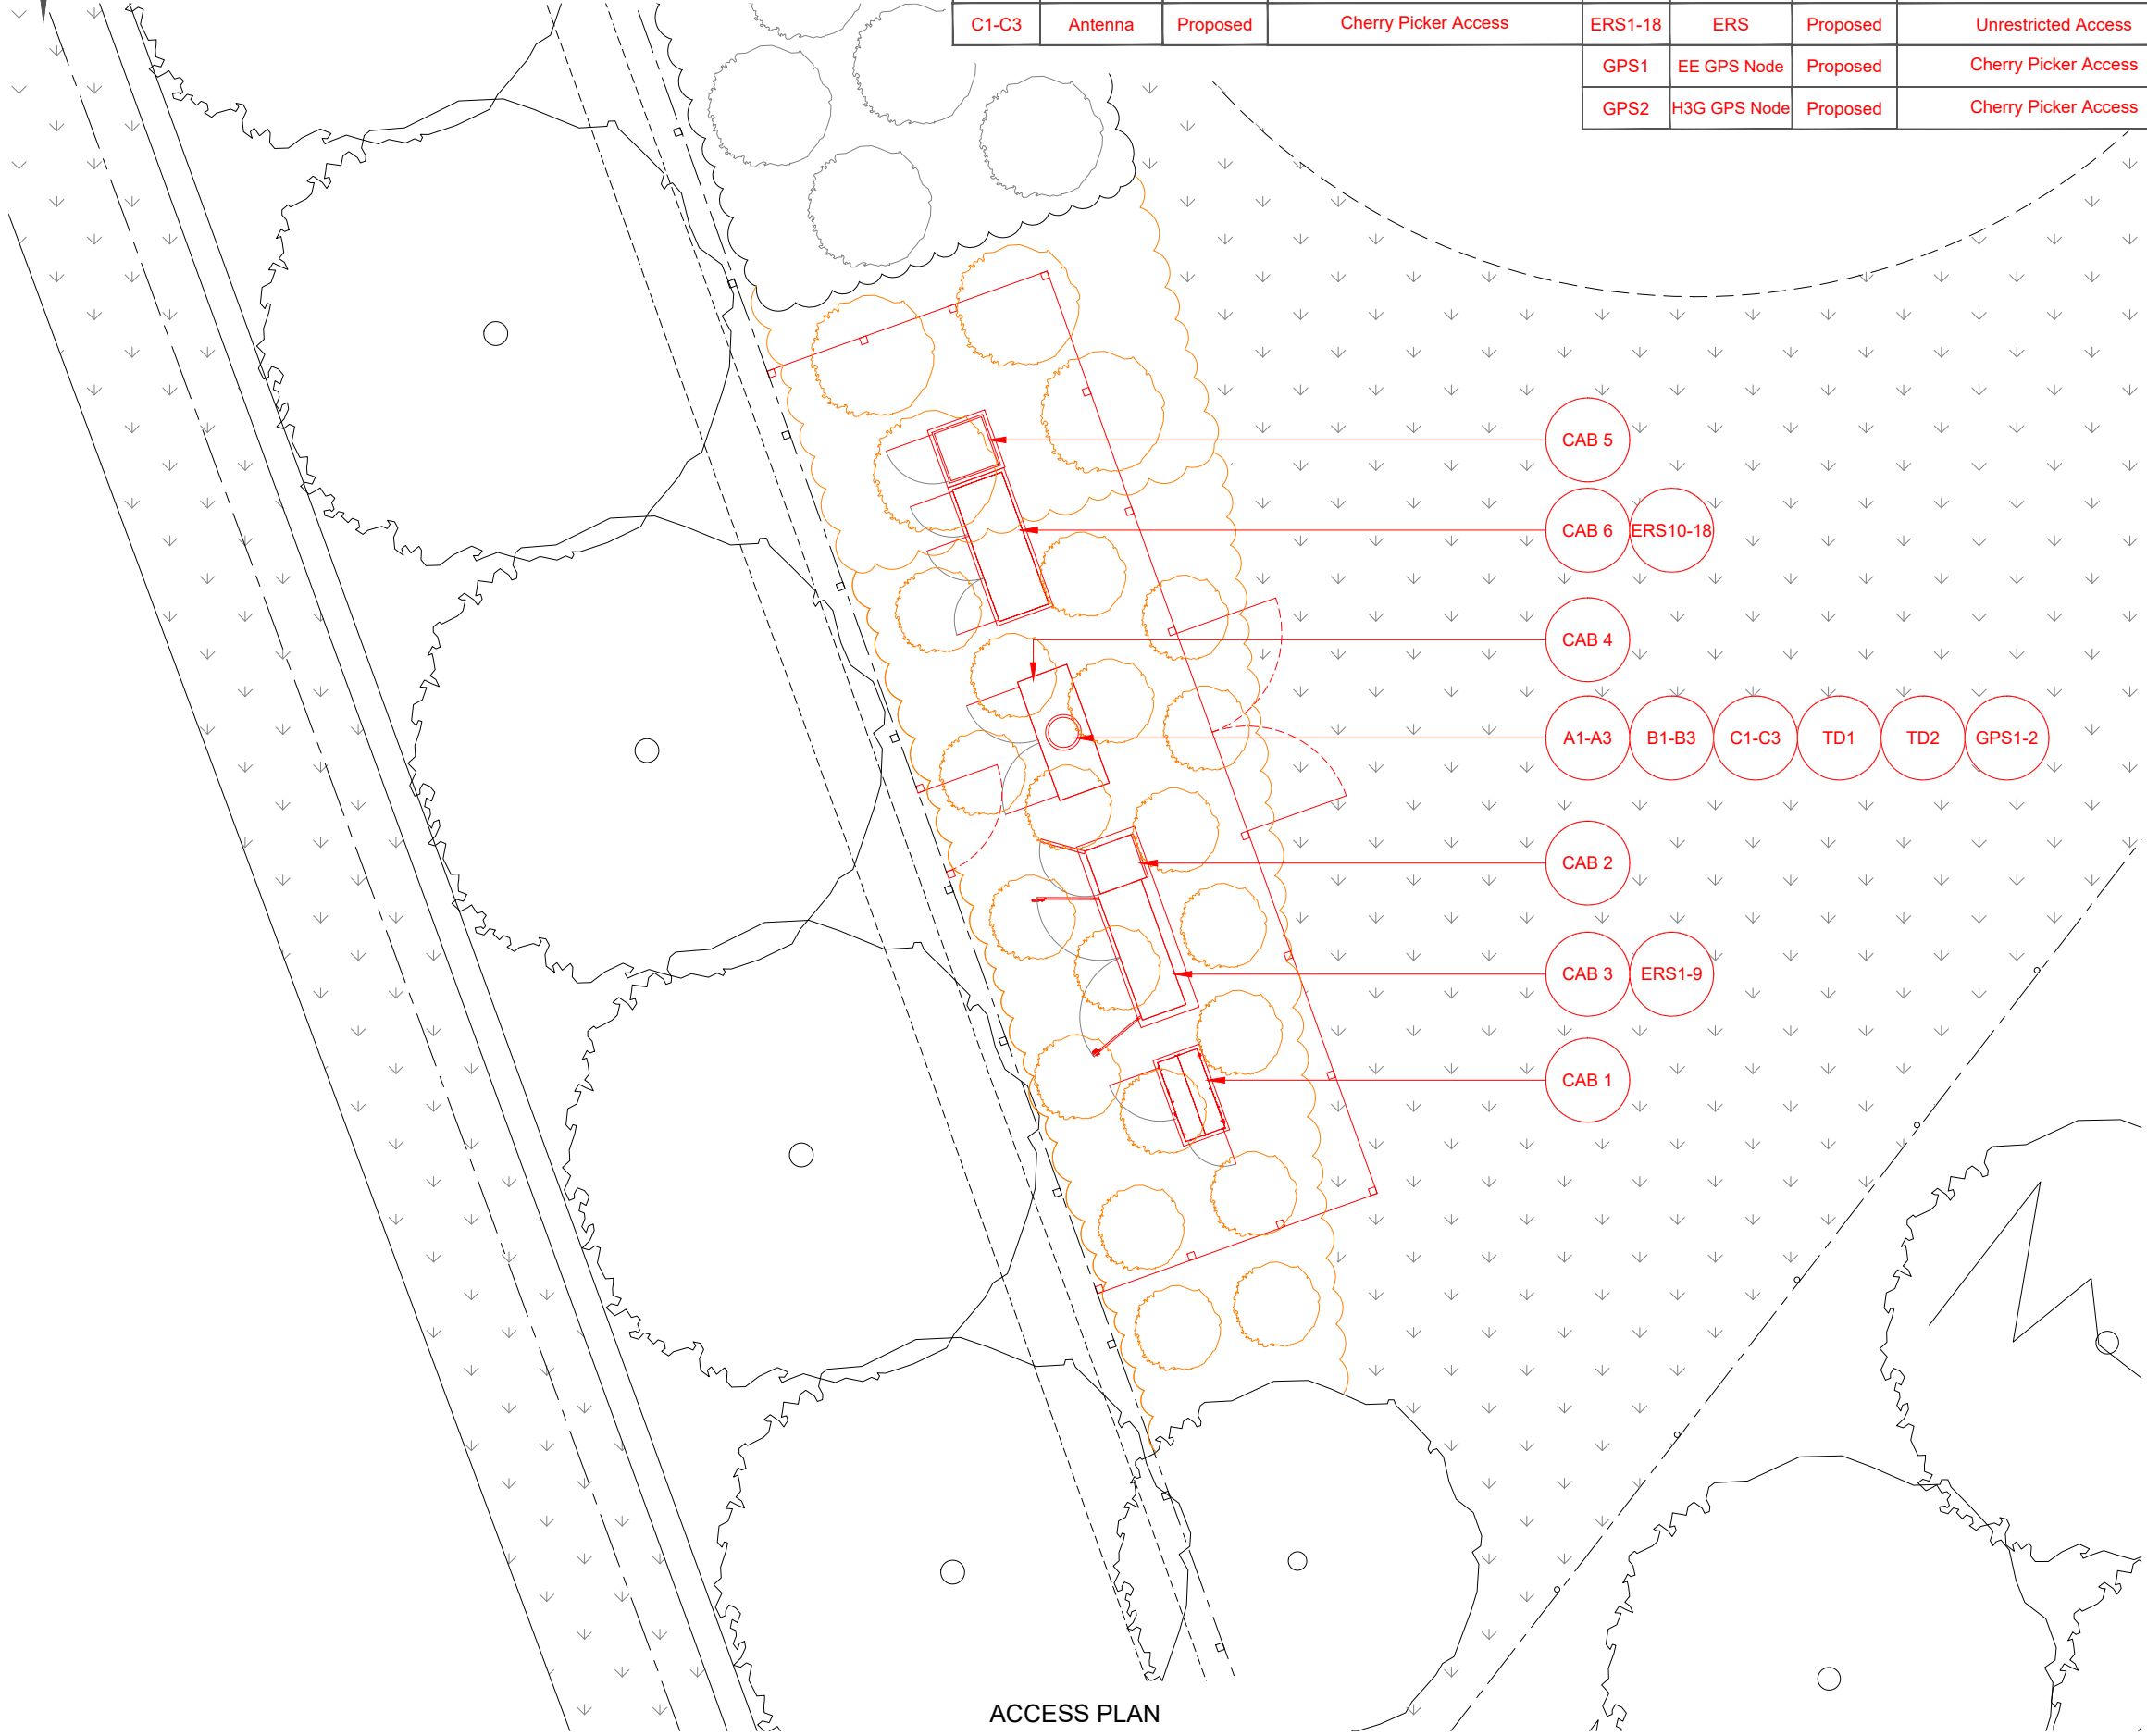 C1-C3 Antenna Proposed Cherry Picker Access ERS1-18 ERS Proposed Unrestricted Access
GPS1 EE GPS Node Proposed Cherry Picker Access
GPS2 H3G GPS Node Proposed Cherry Picker Access
CAB 5
CAB 6 ERS10-18
CAB 4
A1-A3 B1-B3 C1-C3 TD1 TD2 GPS1-2
CAB 2
CAB 3 ERS1-9
CAB 1
ACCESS PLAN